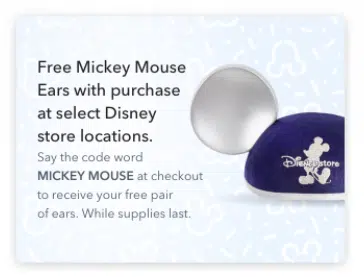 Free Mickey Mouse
Ears with purchase
at select Disney
store locations.
Say the code word
MICKEY MOUSE at checkout
to receive your free pair
of ears. While supplies last.
Disney store